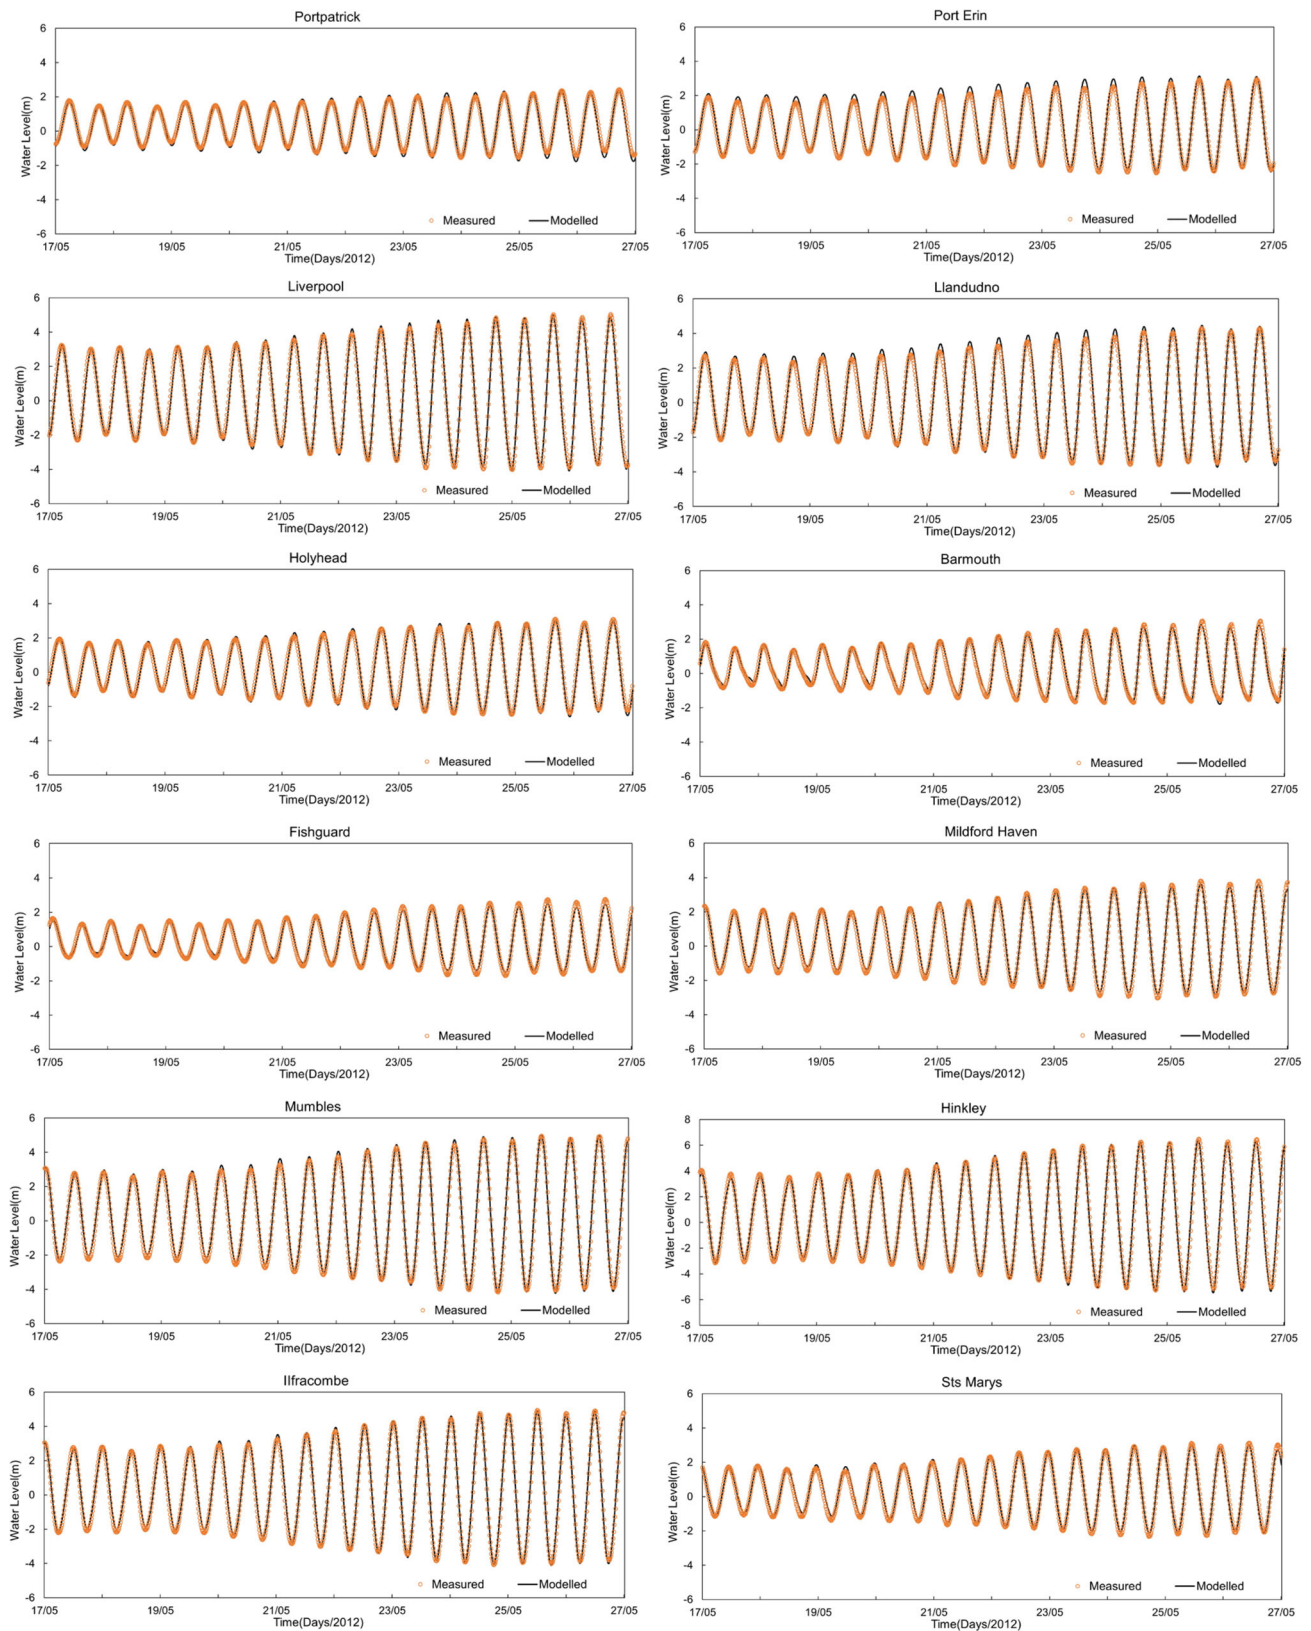 Portpatrick
6
4
2
0
-2
-4
-6
Water Level(m)
Measured
Modelled
17/05 19/05 21/05 23/05 25/05 27/05
Time(Days/2012)
Port Erin
6
4
2
0
-2
-4
-6
Water Level(m)
Measured
Modelled
17/05 19/05 21/05 23/05 25/05 27/05
Time(Days/2012)
Liverpool
6
4
2
0
-2
-4
-6
Water Level(m)
Measured
Modelled
17/05 19/05 21/05 23/05 25/05 27/05
Time(Days/2012)
Llandudno
6
4
2
0
-2
-4
-6
Water Level(m)
Measured
Modelled
17/05 19/05 21/05 23/05 25/05 27/05
Time(Days/2012)
Holyhead
6
4
2
0
-2
-4
-6
Water Level(m)
Measured
Modelled
17/05 19/05 21/05 23/05 25/05 27/05
Time(Days/2012)
Barmouth
6
4
2
0
-2
-4
-6
Water Level(m)
Measured
Modelled
17/05 19/05 21/05 23/05 25/05 27/05
Time(Days/2012)
Fishguard
6
4
2
0
-2
-4
-6
Water Level(m)
Measured
Modelled
17/05 19/05 21/05 23/05 25/05 27/05
Time(Days/2012)
Mildford Haven
6
4
2
0
-2
-4
-6
Water Level(m)
Measured
Modelled
17/05 19/05 21/05 23/05 25/05 27/05
Time(Days/2012)
Mumbles
6
4
2
0
-2
-4
-6
Water Level(m)
Measured
Modelled
17/05 19/05 21/05 23/05 25/05 27/05
Time(Days/2012)
Hinkley
8
6
4
2
0
-2
-4
-6
-8
Water Level(m)
Measured
Modelled
17/05 19/05 21/05 23/05 25/05 27/05
Time(Days/2012)
Ilfracombe
6
4
2
0
-2
-4
-6
Water Level(m)
Measured
Modelled
17/05 19/05 21/05 23/05 25/05 27/05
Time(Days/2012)
Sts Marys
6
4
2
0
-2
-4
-6
Water Level(m)
Measured
Modelled
17/05 19/05 21/05 23/05 25/05 27/05
Time(Days/2012)